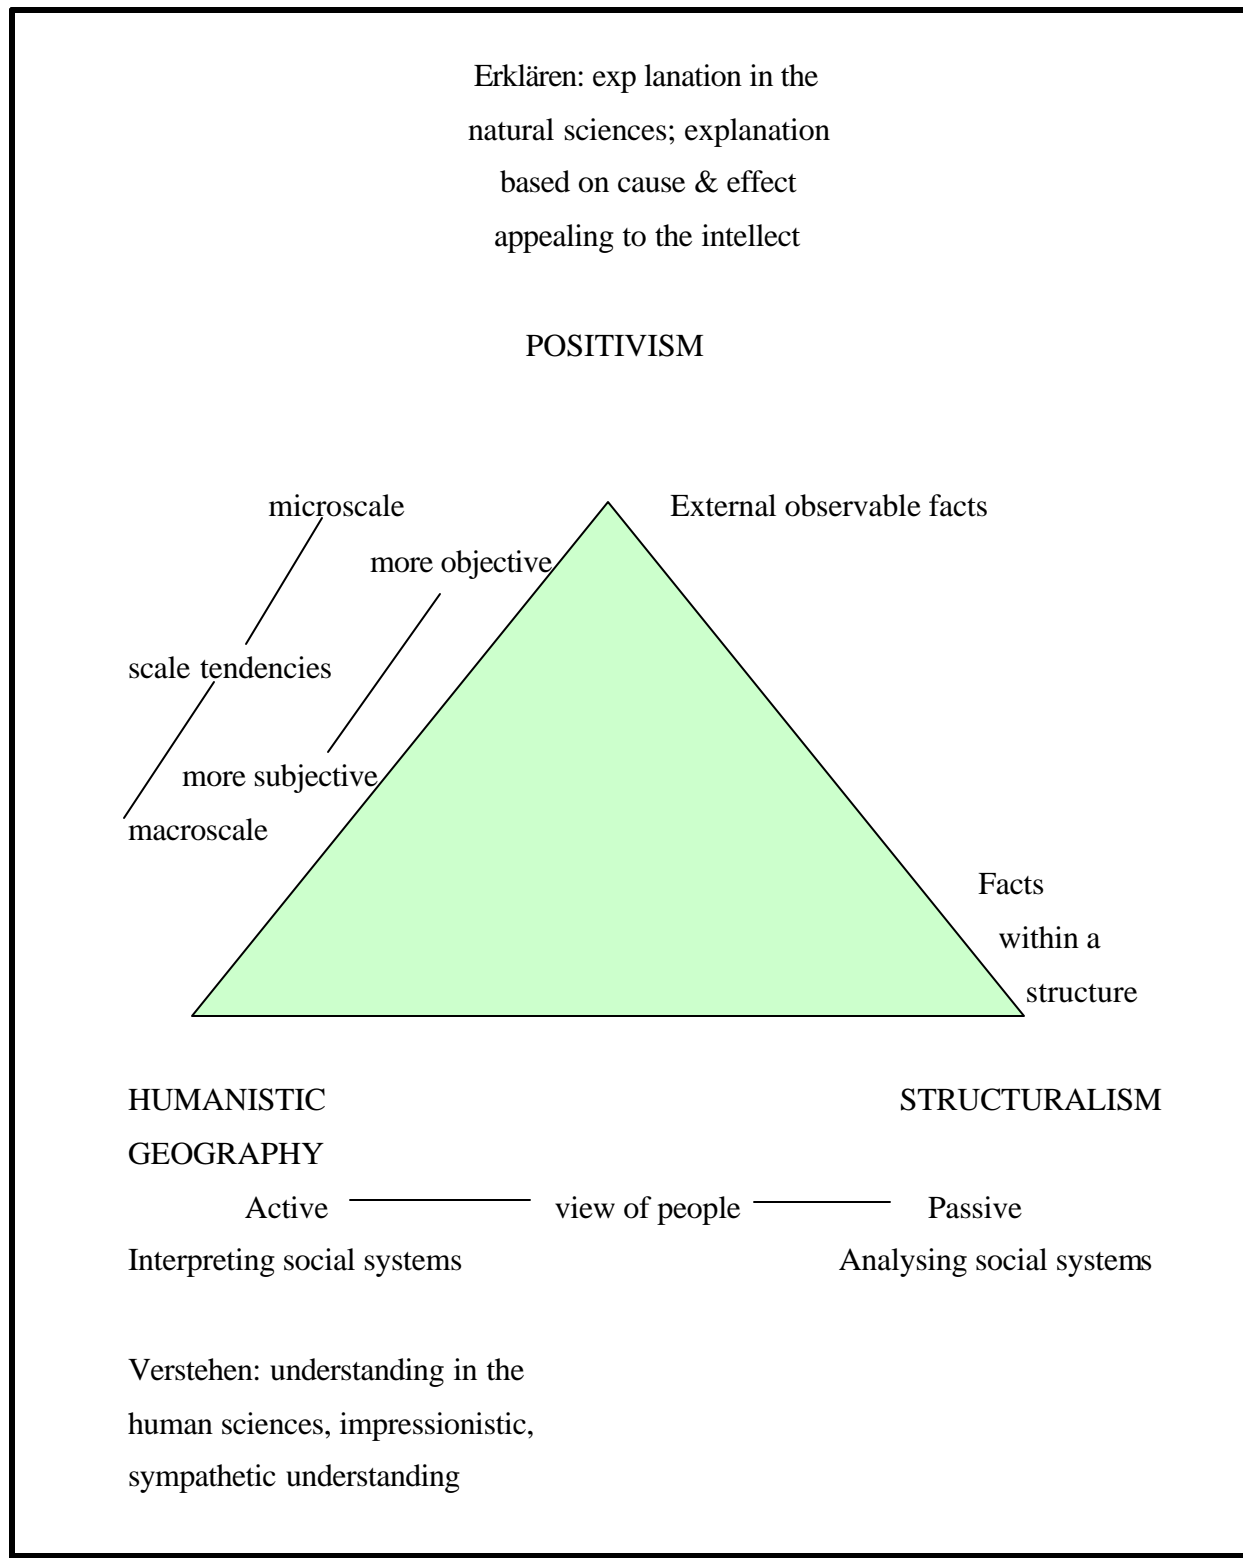 Erklären: exp lanation in the
natural sciences; explanation
based on cause & effect
appealing to the intellect
POSITIVISM
microscale
External observable facts
more objective
scale tendencies
more subjective
macroscale
Facts
within a
structure
HUMANISTIC
STRUCTURALISM
GEOGRAPHY
Active view of people Passive
Interpreting social systems
Analysing social systems
Verstehen: understanding in the
human sciences, impressionistic,
sympathetic understanding